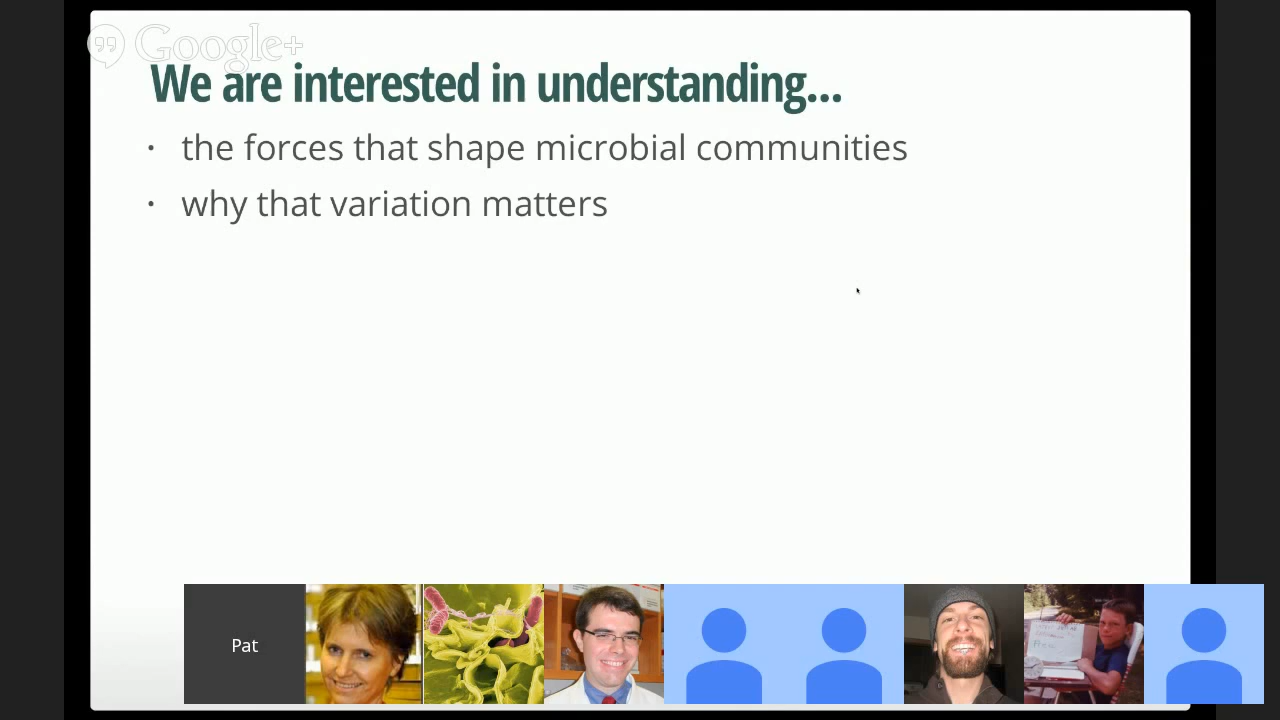 Google+
We are interested in understanding...
· the forces that shape microbial communities
· why that variation matters
Pat